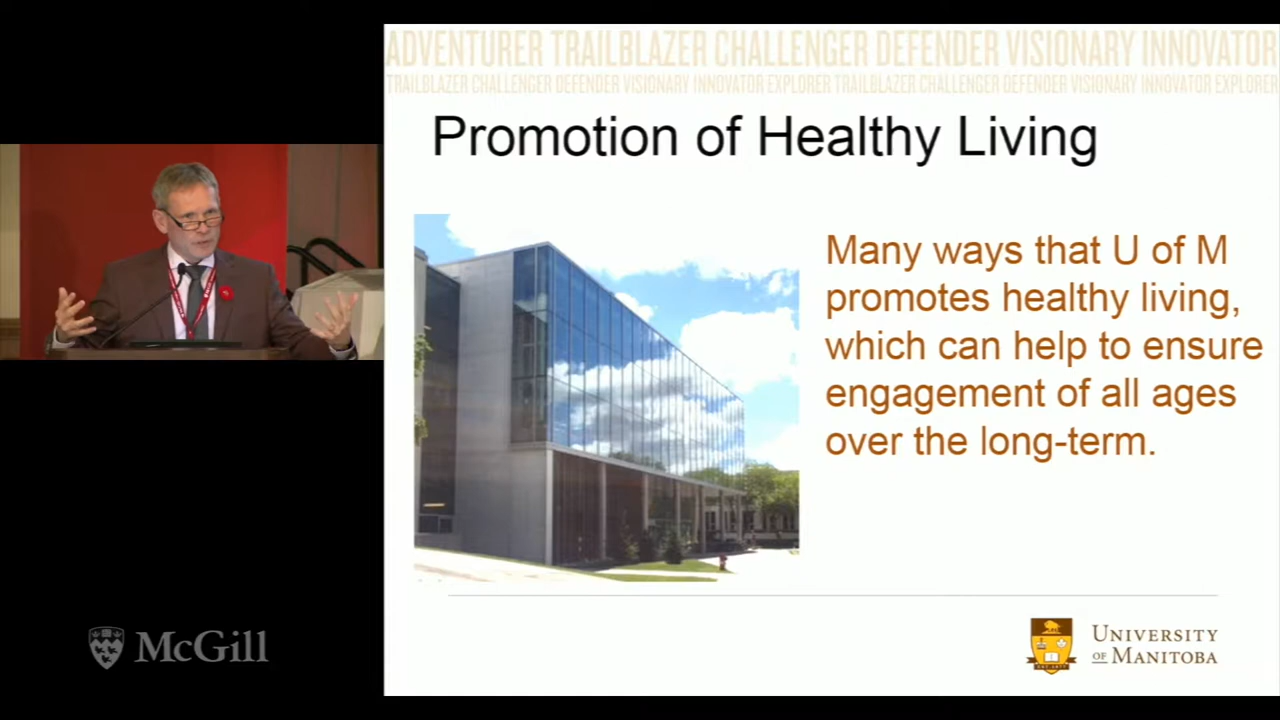 ADVENTURER TRAILBLAZER CHALLENGER DEFENDER VISIONARY INNOVATOR
TRAILBLAZER CHALLENGER DEFENDER VISIONARY INNOVATOR EXPLORER TRAILBLAZER CHALLENGER DEFENDER VISIONARY INNOVATOR EXPLORER
Promotion of Healthy Living
Many ways that U of M
promotes healthy living,
which can help to ensure
engagement of all ages
over the long-term.
McGill
UNIVERSITY
OF MANITOBA